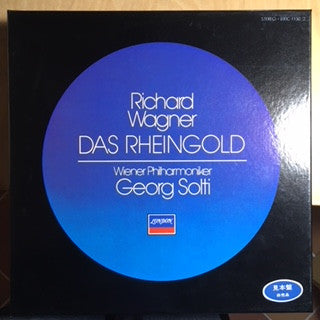 Richard
Wagner
DAS RHEINGOLD
Wiener Philharmoniker
Georg Solti
LONDON
見本盤